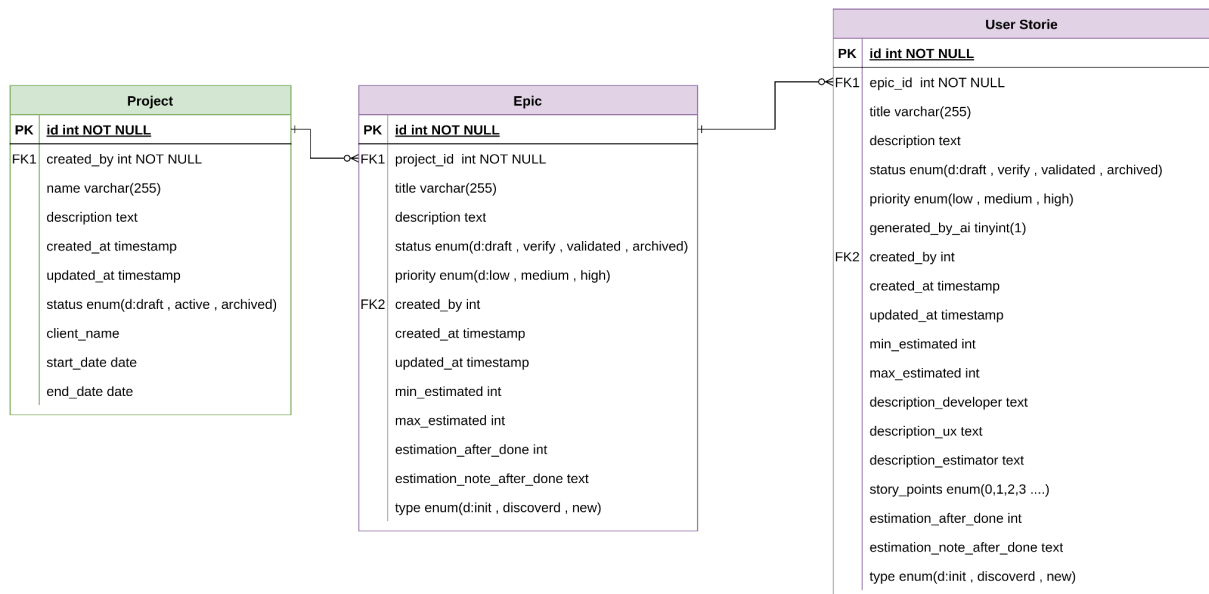 Project
PK id int NOT NULL
FK1 created_by int NOT NULL
name varchar(255)
description text
created_at timestamp
updated_at timestamp
status enum(d:draft , active , archived)
client_name
start_date date
end_date date
Epic
PK id int NOT NULL
FK1 project_id int NOT NULL
title varchar(255)
description text
status enum(d:draft , verify , validated , archived)
priority enum(d:low , medium , high)
FK2 created_by int
created_at timestamp
updated_at timestamp
min_estimated int
max_estimated int
estimation_after_done int
estimation_note_after_done text
type enum(d:init , discoverd , new)
User Storie
PK id int NOT NULL
FK1 epic_id int NOT NULL
title varchar(255)
description text
status enum(d:draft , verify , validated , archived)
priority enum(low , medium , high)
generated_by_ai tinyint(1)
FK2 created_by int
created_at timestamp
updated_at timestamp
min_estimated int
max_estimated int
description_developer text
description_ux text
description_estimator text
story_points enum(0,1,2,3 ....)
estimation_after_done int
estimation_note_after_done text
type enum(d:init , discoverd , new)